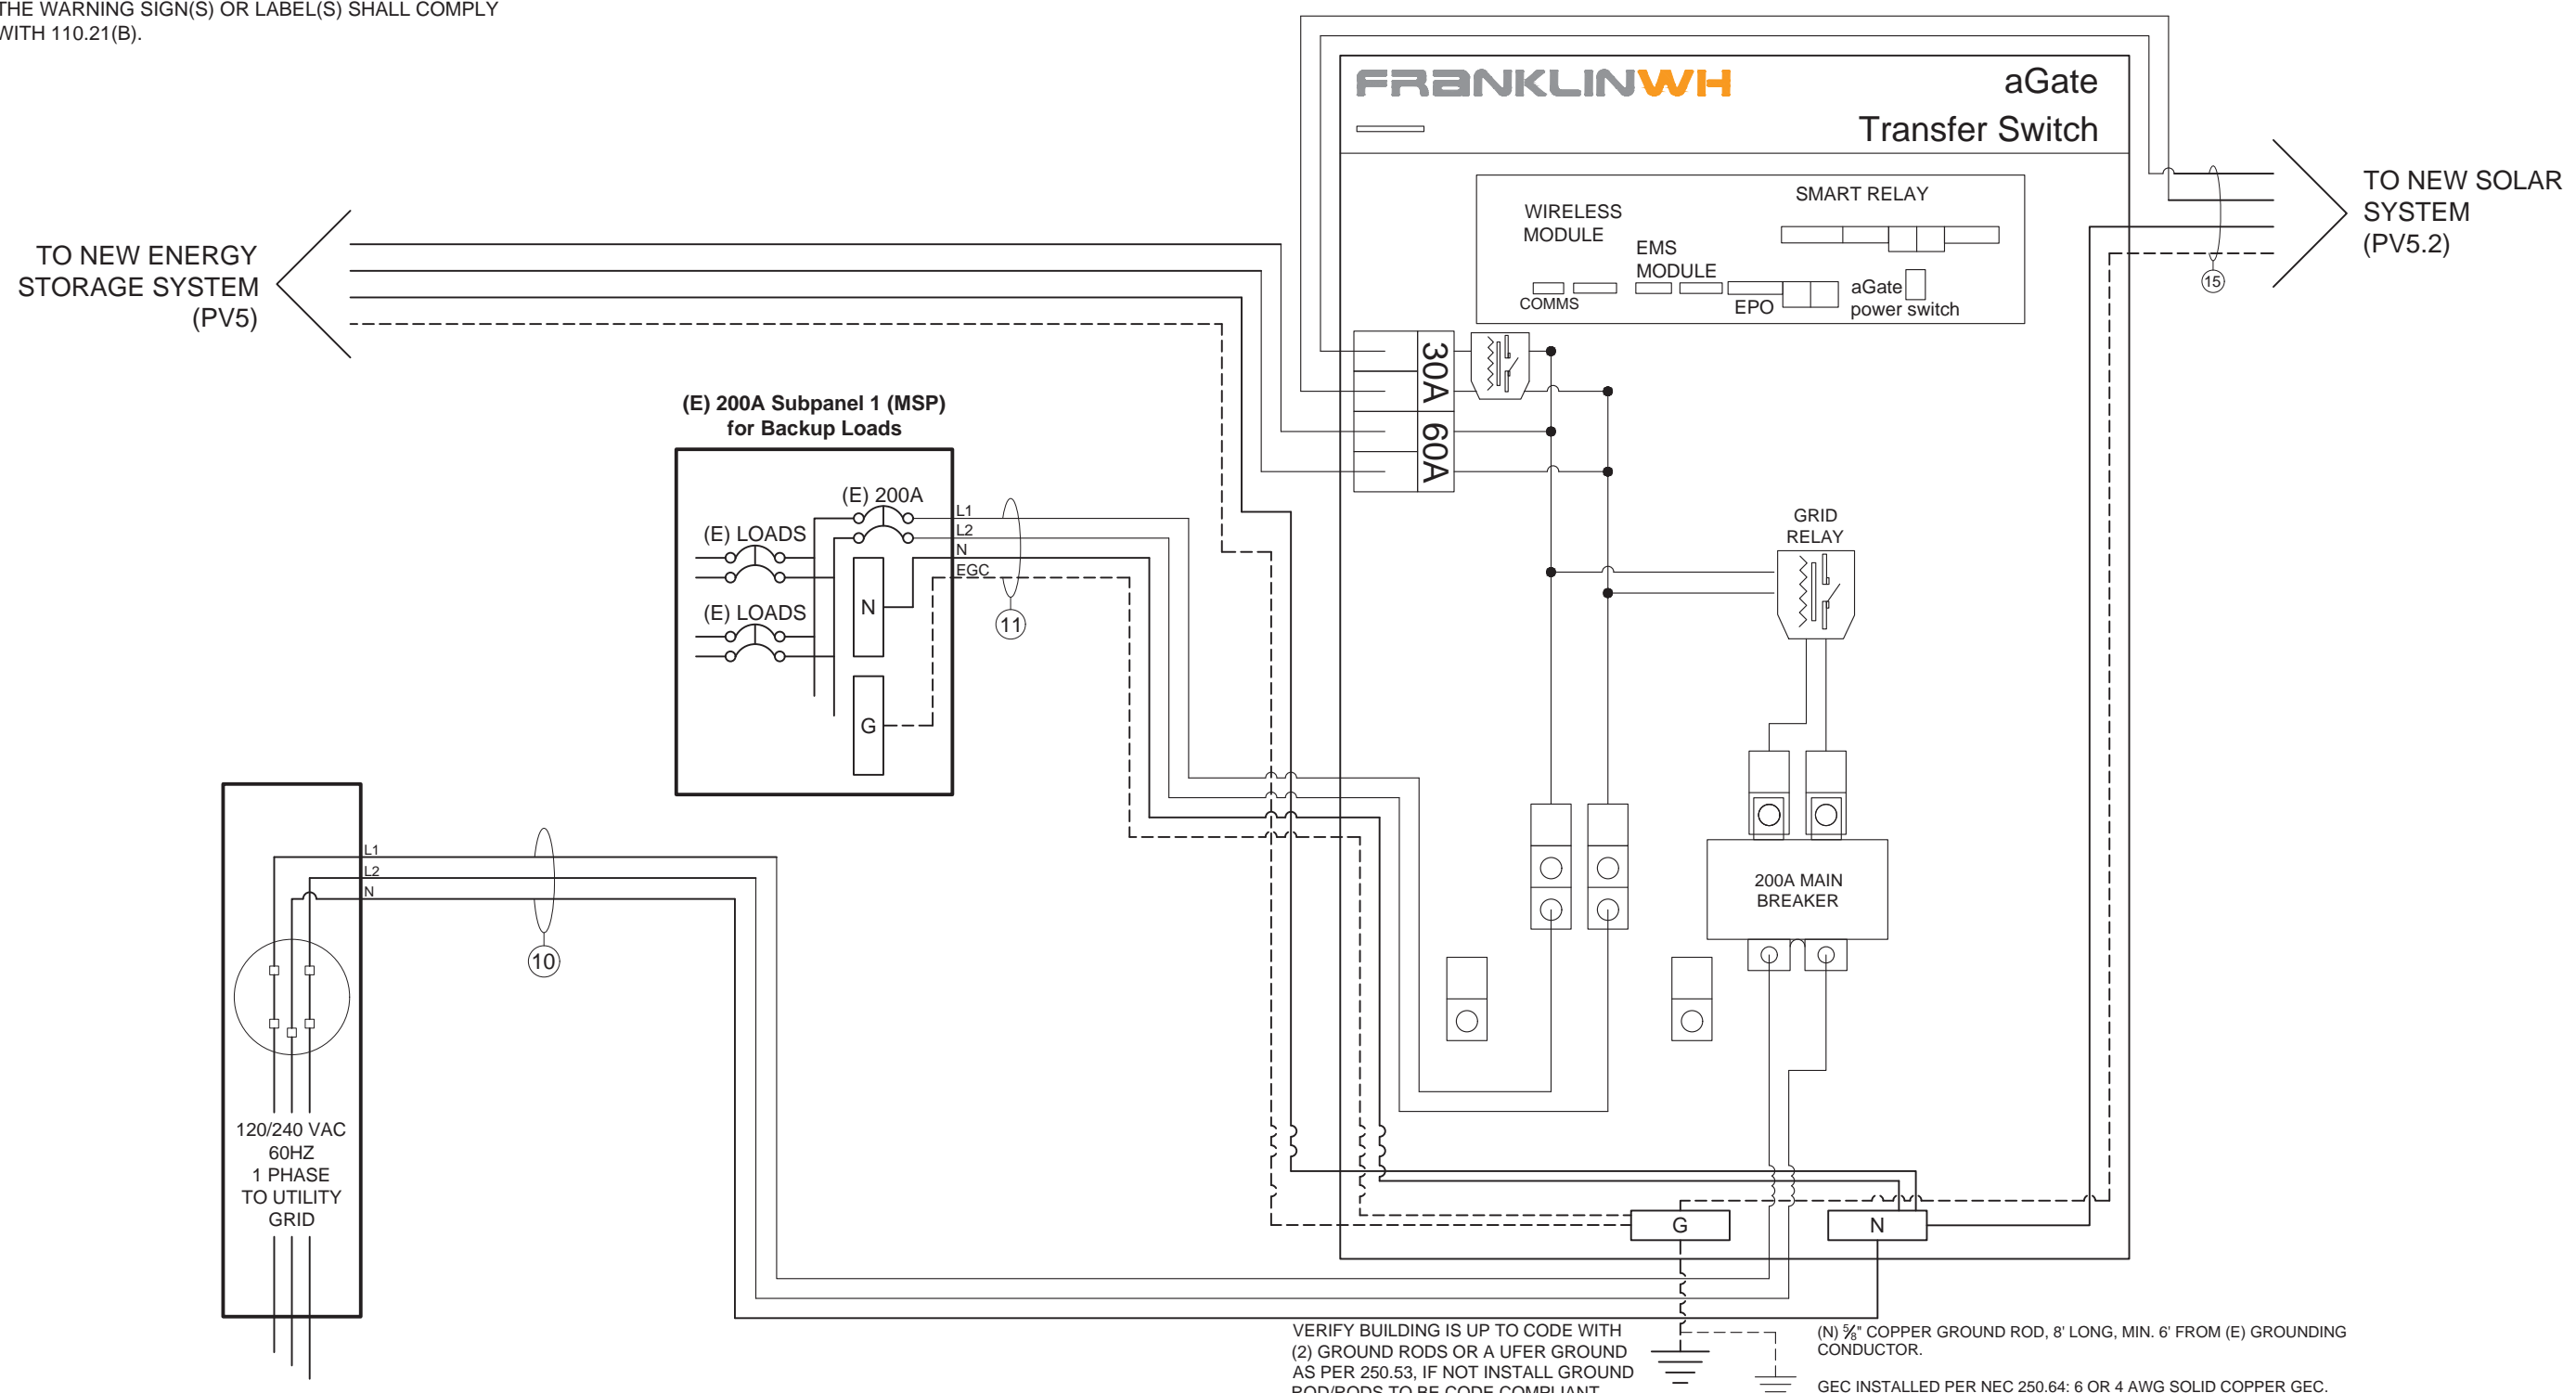 THE WARNING SIGN(S) OR LABEL(S) SHALL COMPLY
WITH 110.21(B).
FRANKLINWH
aGate
Transfer Switch
SMART RELAY
WIRELESS
MODULE
EMS
MODULE
COMMS
EPO
aGate
power switch
TO NEW SOLAR
SYSTEM
(PV5.2)
15
TO NEW ENERGY
STORAGE SYSTEM
(PV5)
30A
60A
(E) 200A Subpanel 1 (MSP)
for Backup Loads
(E) 200A
(E) LOADS
(E) LOADS
L1
L2
N
EGC
N
G
11
GRID
RELAY
200A MAIN
BREAKER
L1
L2
N
10
120/240 VAC
60HZ
1 PHASE
TO UTILITY
GRID
G
N
VERIFY BUILDING IS UP TO CODE WITH
(2) GROUND RODS OR A UFER GROUND
AS PER 250.53, IF NOT INSTALL GROUND
ROD/RODS TO BE CODE COMPLIANT
(N) ⅝" COPPER GROUND ROD, 8' LONG, MIN. 6' FROM (E) GROUNDING
CONDUCTOR.
GEC INSTALLED PER NEC 250.64: 6 OR 4 AWG SOLID COPPER GEC.